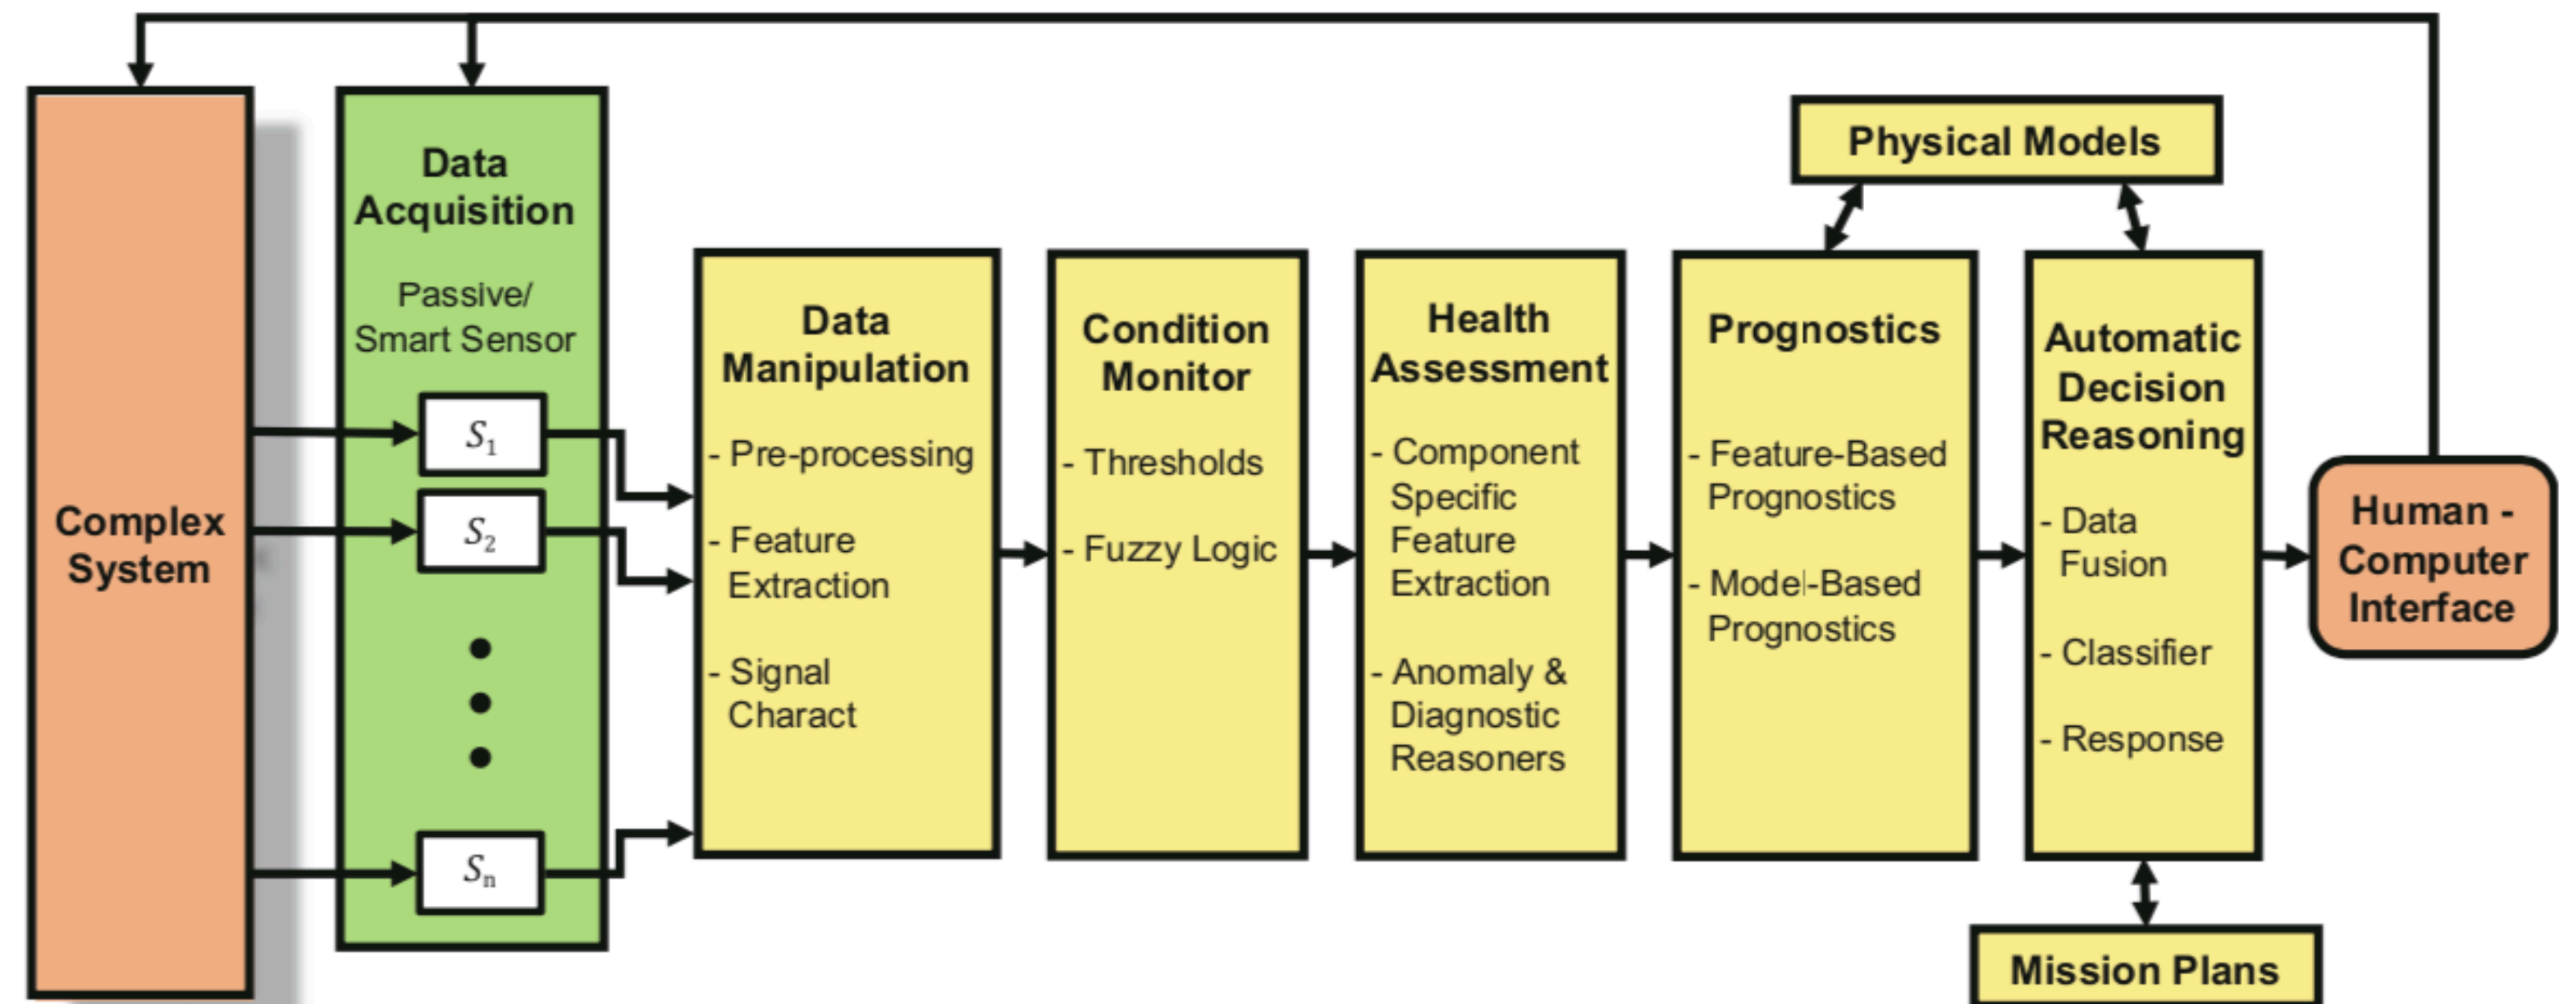 Complex
System
Data
Acquisition
Passive/
Smart Sensor
S₁
S₂
Sₙ
Data
Manipulation
- Pre-processing
- Feature
Extraction
- Signal
Charact
Condition
Monitor
- Thresholds
- Fuzzy Logic
Health
Assessment
- Component
Specific
Feature
Extraction
- Anomaly &
Diagnostic
Reasoners
Physical Models
Prognostics
- Feature-Based
Prognostics
- Model-Based
Prognostics
Automatic
Decision
Reasoning
- Data
Fusion
- Classifier
- Response
Mission Plans
Human -
Computer
Interface